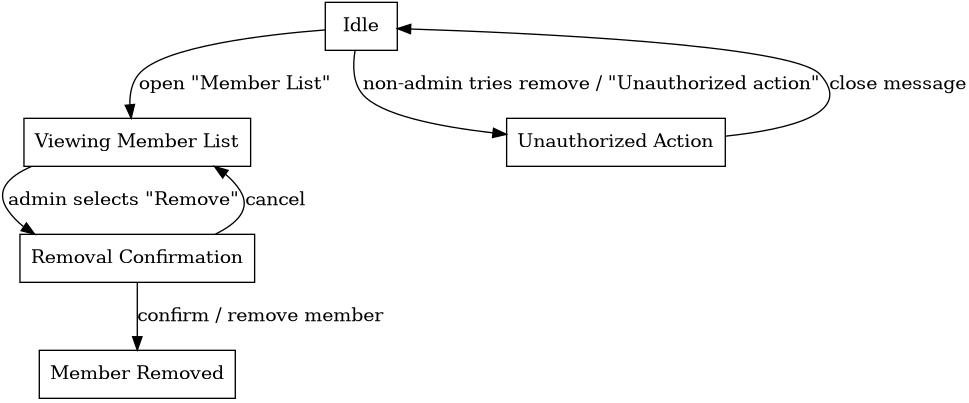 Idle
open "Member List"
non-admin tries remove / "Unauthorized action"
close message
Viewing Member List
Unauthorized Action
admin selects "Remove"
cancel
Removal Confirmation
confirm / remove member
Member Removed